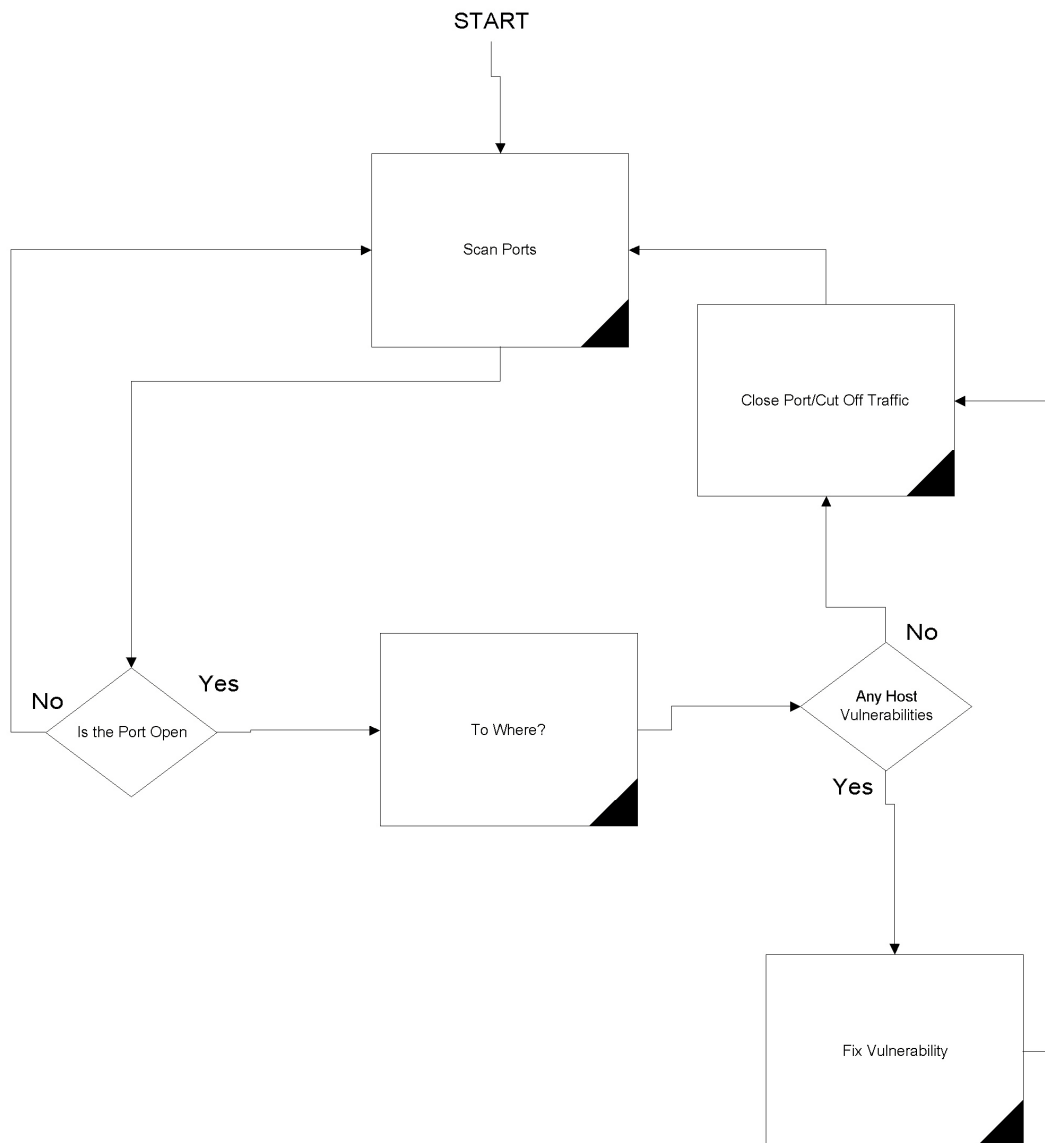 START
Scan Ports
Close Port/Cut Off Traffic
No
Any Host
Vulnerabilities
Yes
No
Yes
Is the Port Open
To Where?
Fix Vulnerability